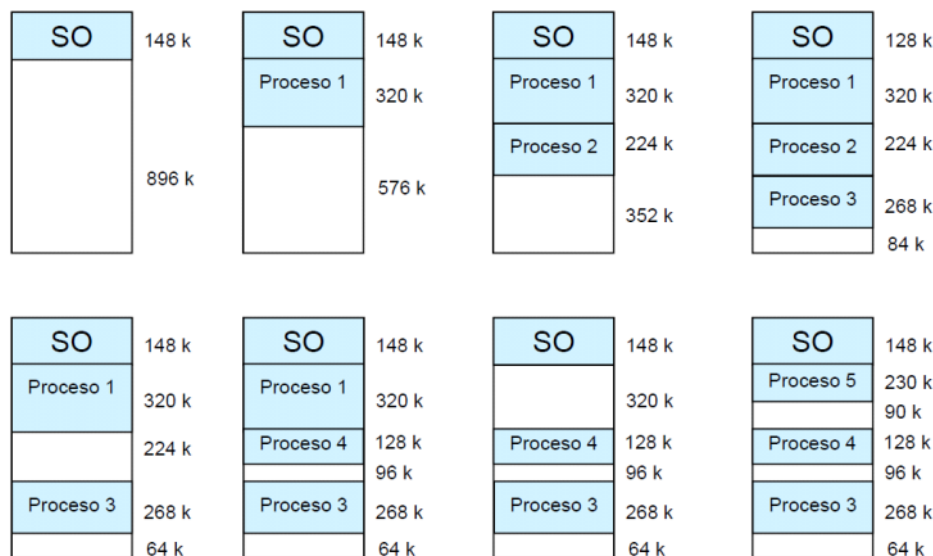 SO 148 k
896 k
SO 148 k
Proceso 1 320 k
576 k
SO 148 k
Proceso 1 320 k
Proceso 2 224 k
352 k
SO 128 k
Proceso 1 320 k
Proceso 2 224 k
Proceso 3 268 k
84 k
SO 148 k
Proceso 1 320 k
224 k
Proceso 3 268 k
64 k
SO 148 k
Proceso 1 320 k
Proceso 4 128 k
96 k
Proceso 3 268 k
64 k
SO 148 k
320 k
Proceso 4 128 k
96 k
Proceso 3 268 k
64 k
SO 148 k
Proceso 5 230 k
90 k
Proceso 4 128 k
96 k
Proceso 3 268 k
64 k